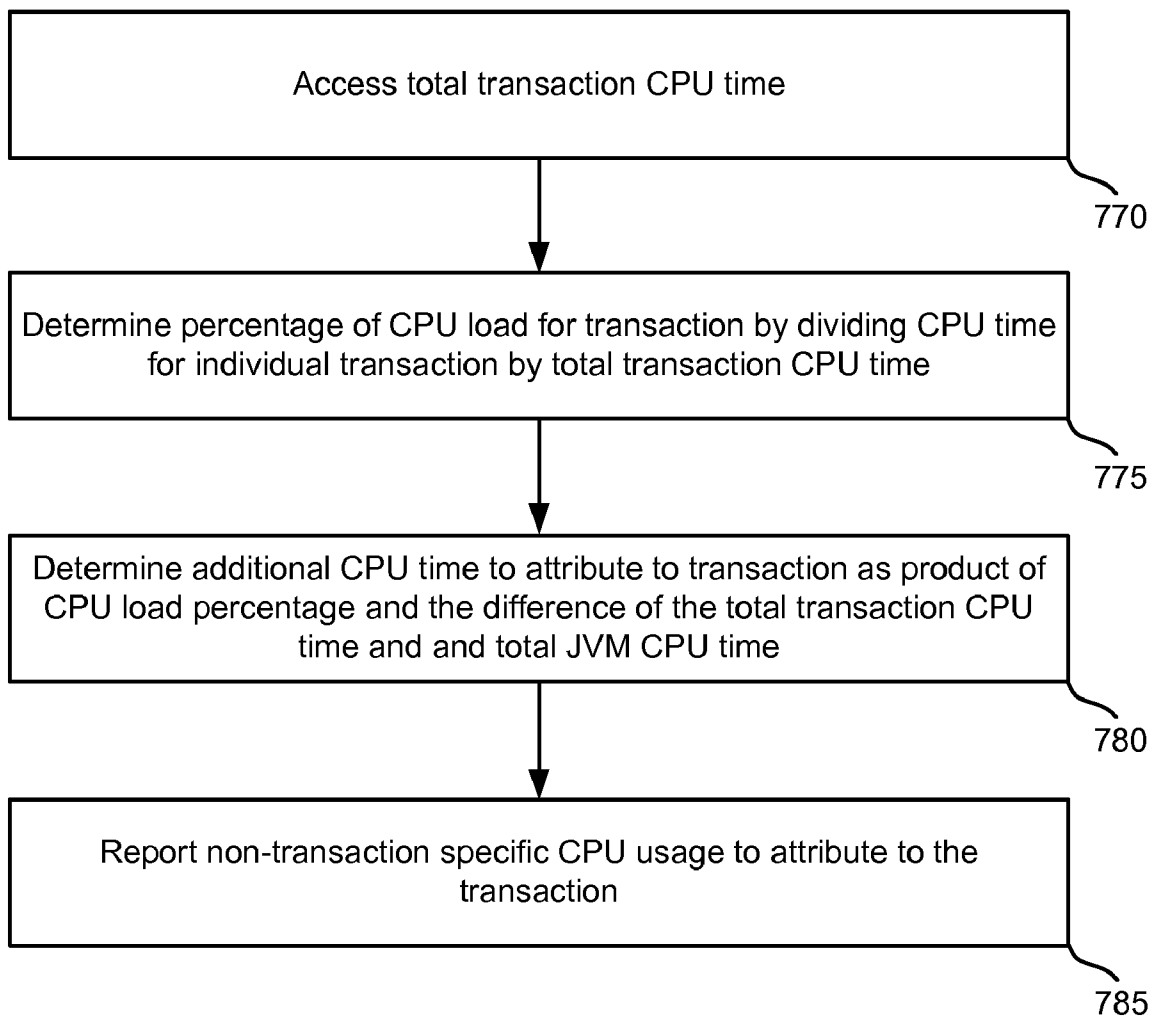 Access total transaction CPU time
770
Determine percentage of CPU load for transaction by dividing CPU time
for individual transaction by total transaction CPU time
775
Determine additional CPU time to attribute to transaction as product of
CPU load percentage and the difference of the total transaction CPU
time and and total JVM CPU time
780
Report non-transaction specific CPU usage to attribute to the
transaction
785